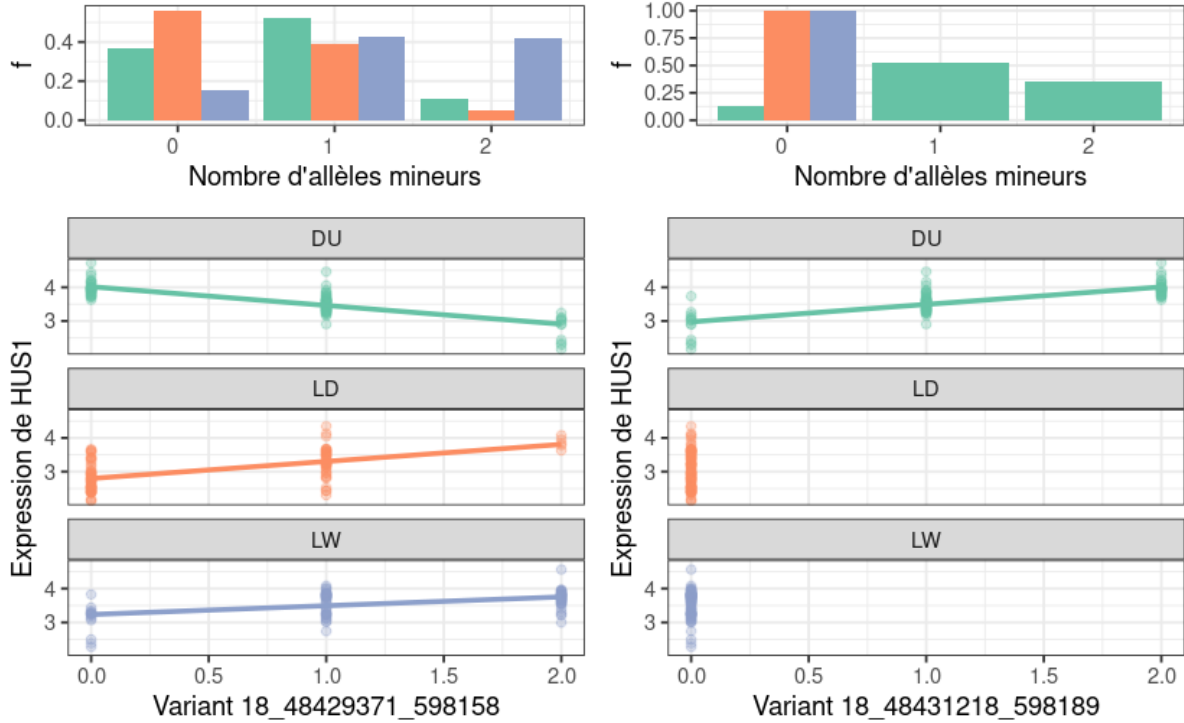 f
0.4
0.2
0.0
0 1 2
Nombre d'allèles mineurs
f
1.00
0.75
0.50
0.25
0.00
0 1 2
Nombre d'allèles mineurs
Expression de HUS1
DU
4
3
LD
4
3
LW
4
3
0.0 0.5 1.0 1.5 2.0
Variant 18_48429371_598158
Expression de HUS1
DU
4
3
LD
4
3
LW
4
3
0.0 0.5 1.0 1.5 2.0
Variant 18_48431218_598189